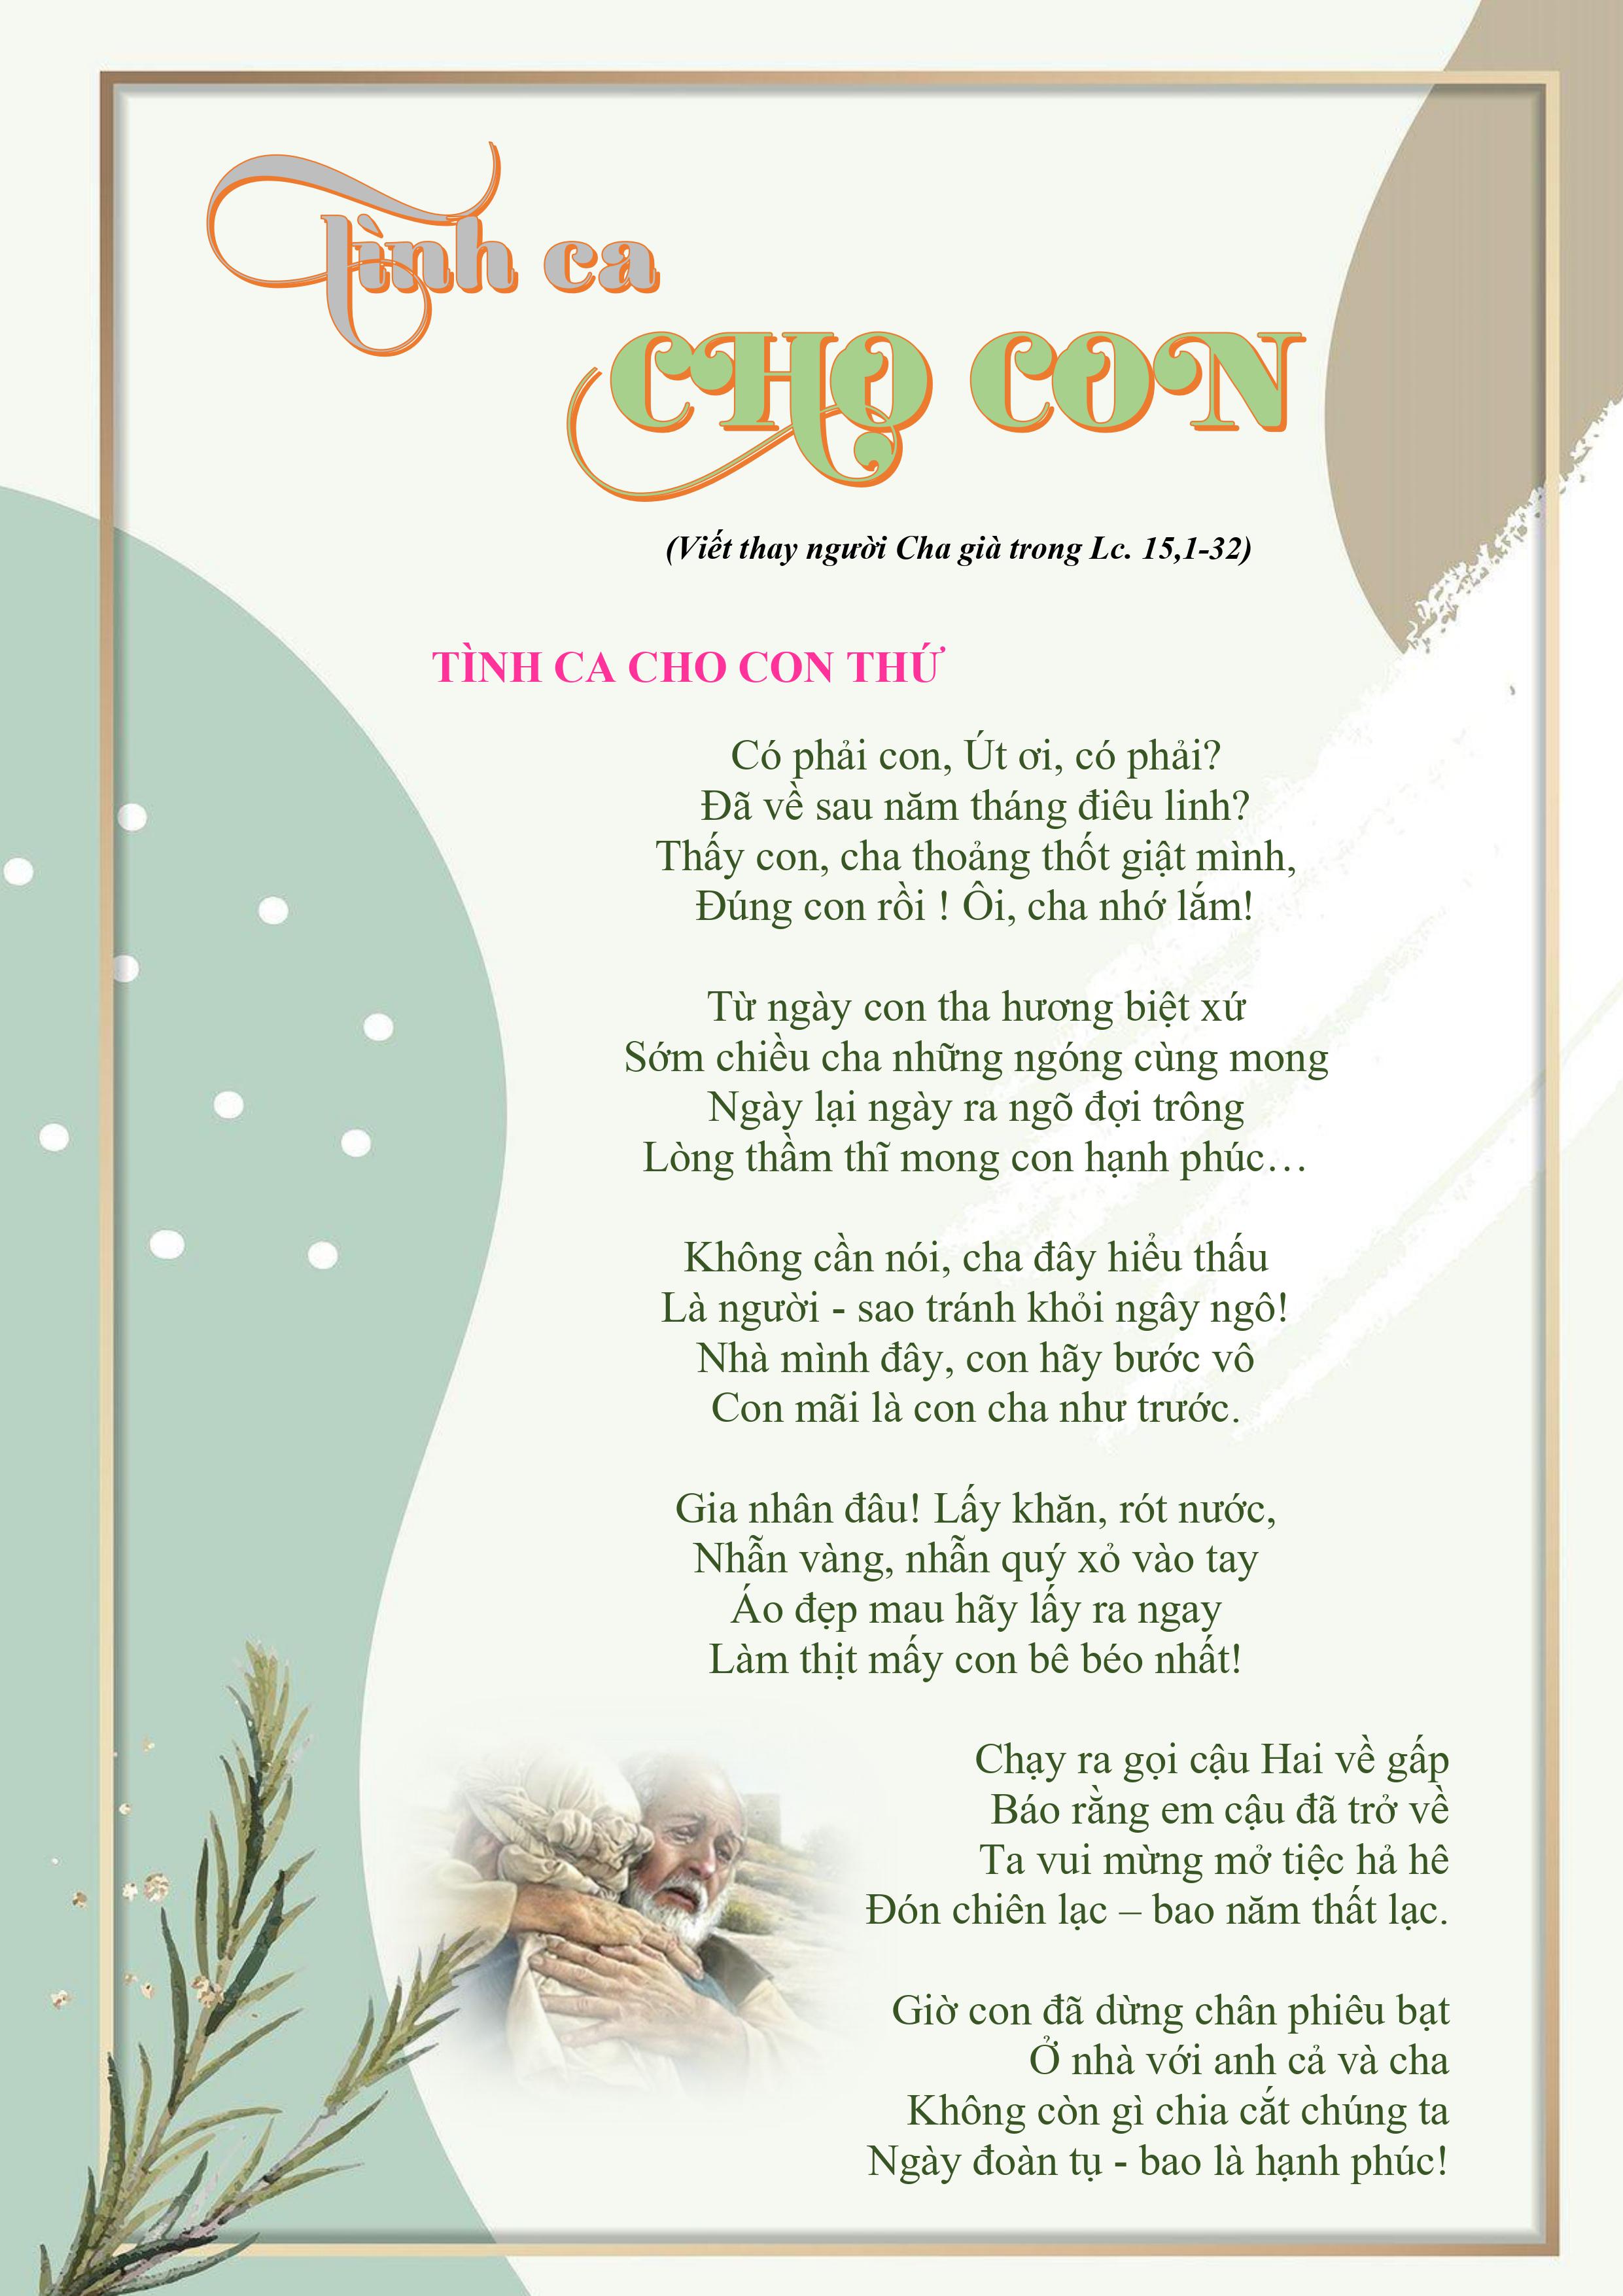 Tình ca
CHO CON
(Viết thay người Cha già trong Lc. 15,1-32)
TÌNH CA CHO CON THỨ
Có phải con, Út ơi, có phải?
Đã về sau năm tháng điêu linh?
Thấy con, cha thoảng thốt giật mình,
Đúng con rồi ! Ôi, cha nhớ lắm!
Từ ngày con tha hương biệt xứ
Sớm chiều cha những ngóng cùng mong
Ngày lại ngày ra ngõ đợi trông
Lòng thầm thĩ mong con hạnh phúc…
Không cần nói, cha đây hiểu thấu
Là người - sao tránh khỏi ngây ngô!
Nhà mình đây, con hãy bước vô
Con mãi là con cha như trước.
Gia nhân đâu! Lấy khăn, rót nước,
Nhẫn vàng, nhẫn quý xỏ vào tay
Áo đẹp mau hãy lấy ra ngay
Làm thịt mấy con bê béo nhất!
Chạy ra gọi cậu Hai về gấp
Báo rằng em cậu đã trở về
Ta vui mừng mở tiệc hả hê
Đón chiên lạc – bao năm thất lạc.
Giờ con đã dừng chân phiêu bạt
Ở nhà với anh cả và cha
Không còn gì chia cắt chúng ta
Ngày đoàn tụ - bao là hạnh phúc!